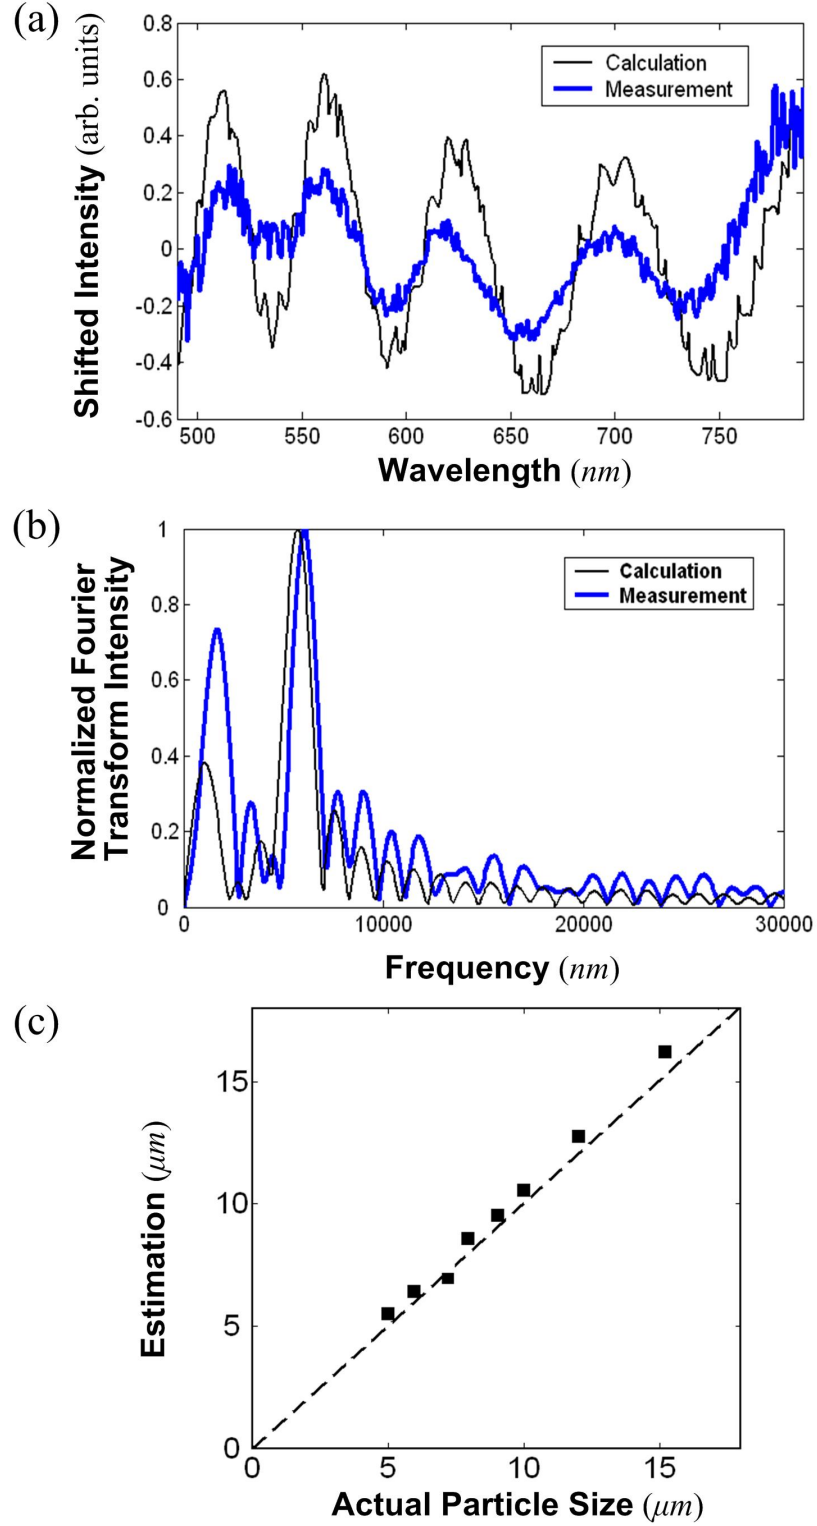 (a)
Shifted Intensity (arb. units)
0.8
0.6
0.4
0.2
0
-0.2
-0.4
-0.6
Calculation
Measurement
500 550 600 650 700 750
Wavelength (nm)
(b)
Normalized Fourier
Transform Intensity
1
0.8
0.6
0.4
0.2
0
Calculation
Measurement
0 10000 20000 30000
Frequency (nm)
(c)
Estimation (μm)
15
10
5
0
0 5 10 15
Actual Particle Size (μm)